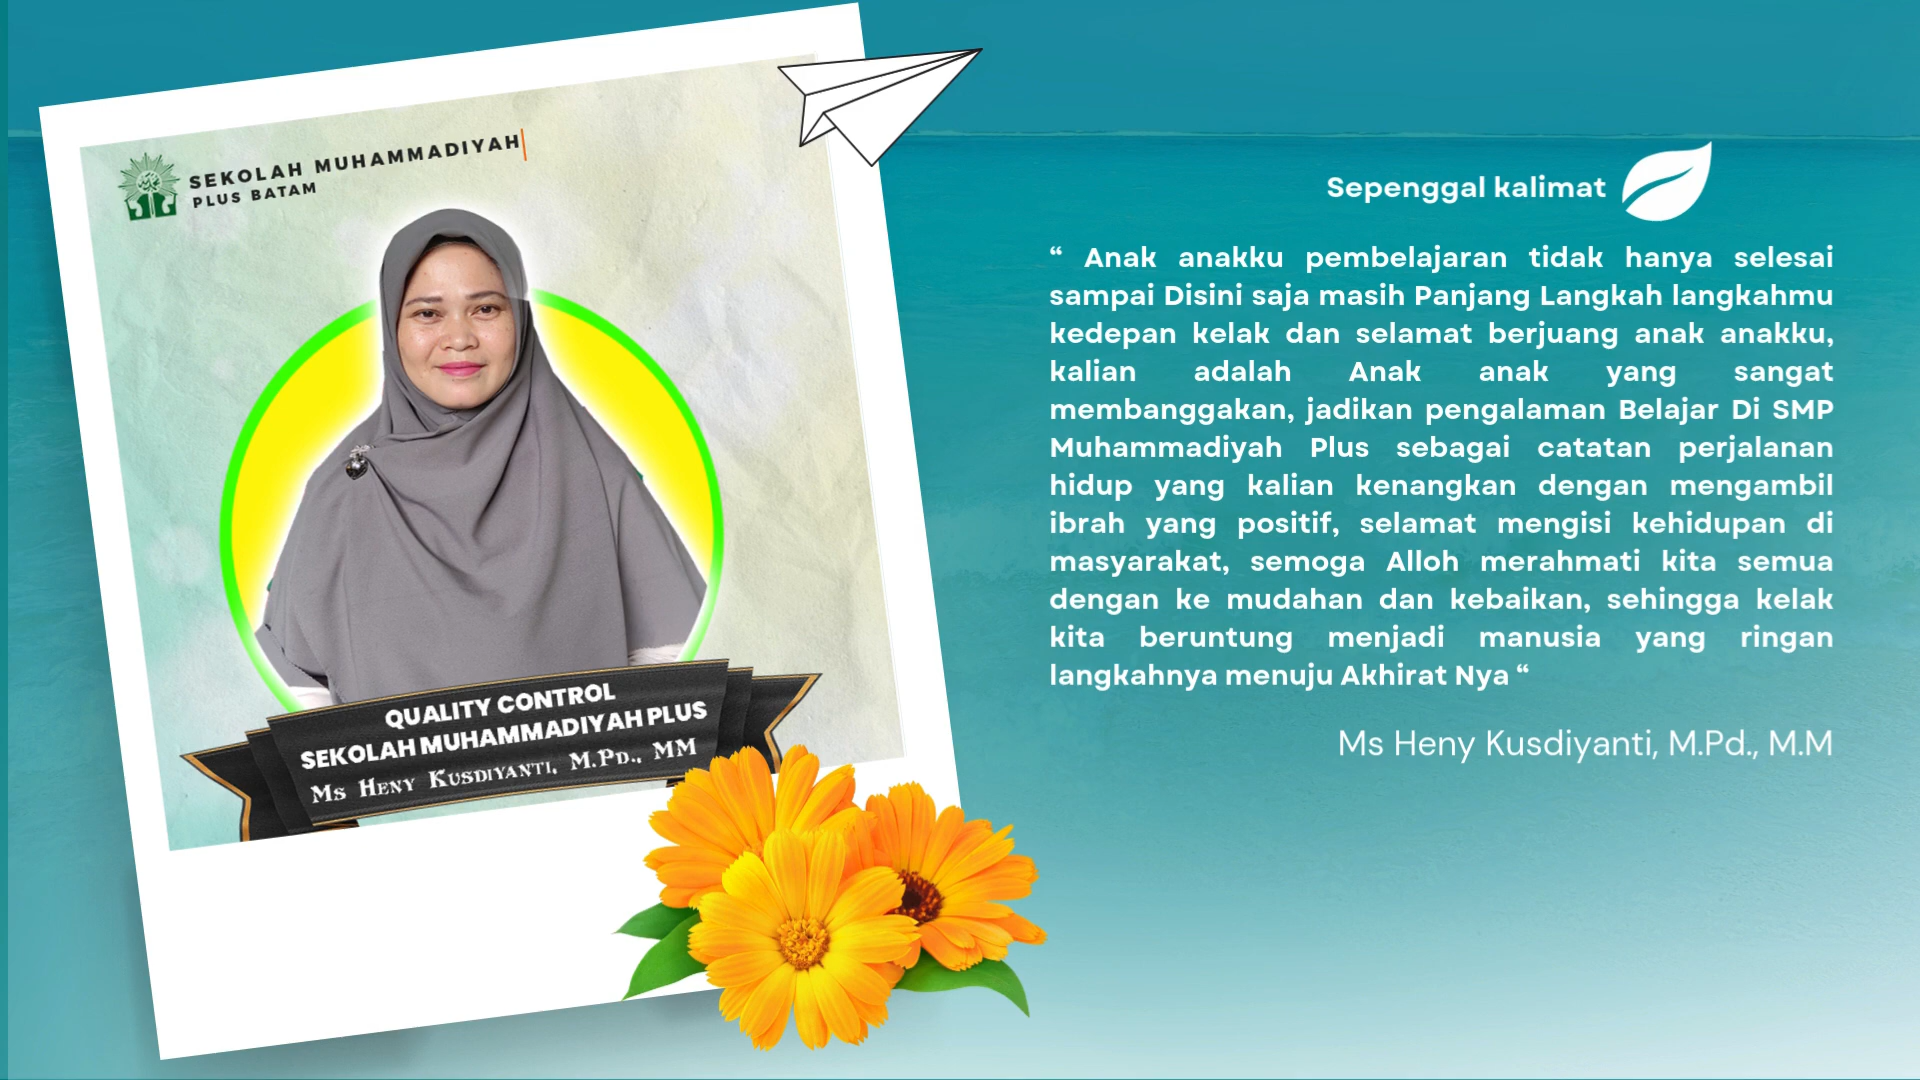 SEKOLAH MUHAMMADIYAH
PLUS BATAM
QUALITY CONTROL
SEKOLAH MUHAMMADIYAH PLUS
Ms Heny Kusdiyanti, M.Pd., MM
Sepenggal kalimat
“ Anak anakku pembelajaran tidak hanya selesai
sampai Disini saja masih Panjang Langkah langkahmu
kedepan kelak dan selamat berjuang anak anakku,
kalian adalah Anak anak yang sangat
membanggakan, jadikan pengalaman Belajar Di SMP
Muhammadiyah Plus sebagai catatan perjalanan
hidup yang kalian kenangkan dengan mengambil
ibrah yang positif, selamat mengisi kehidupan di
masyarakat, semoga Alloh merahmati kita semua
dengan ke mudahan dan kebaikan, sehingga kelak
kita beruntung menjadi manusia yang ringan
langkahnya menuju Akhirat Nya “
Ms Heny Kusdiyanti, M.Pd., M.M